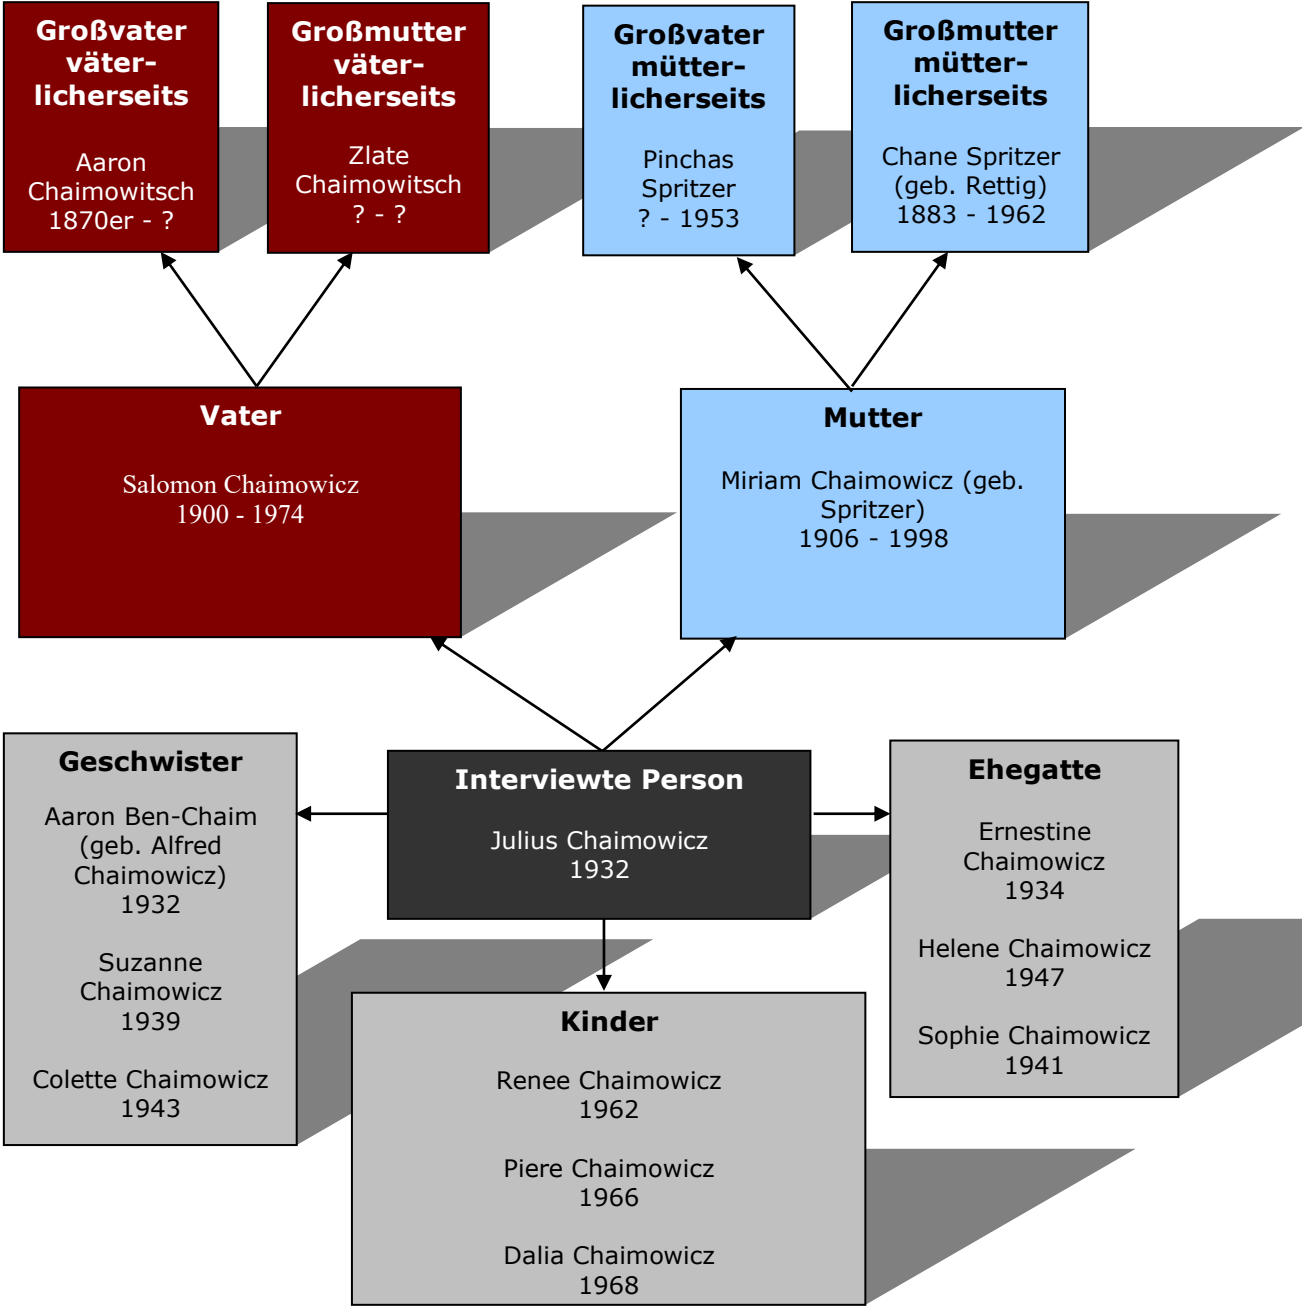 Großvater
väter-
licherseits
Aaron
Chaimowitsch
1870er - ?
Großmutter
väter-
licherseits
Zlate
Chaimowitsch
? - ?
Großvater
mütter-
licherseits
Pinchas
Spritzer
? - 1953
Großmutter
mütter-
licherseits
Chane Spritzer
(geb. Rettig)
1883 - 1962
Vater
Salomon Chaimowicz
1900 - 1974
Mutter
Miriam Chaimowicz (geb.
Spritzer)
1906 - 1998
Geschwister
Aaron Ben-Chaim
(geb. Alfred
Chaimowicz)
1932
Suzanne
Chaimowicz
1939
Colette Chaimowicz
1943
Interviewte Person
Julius Chaimowicz
1932
Ehegatte
Ernestine
Chaimowicz
1934
Helene Chaimowicz
1947
Sophie Chaimowicz
1941
Kinder
Renee Chaimowicz
1962
Piere Chaimowicz
1966
Dalia Chaimowicz
1968